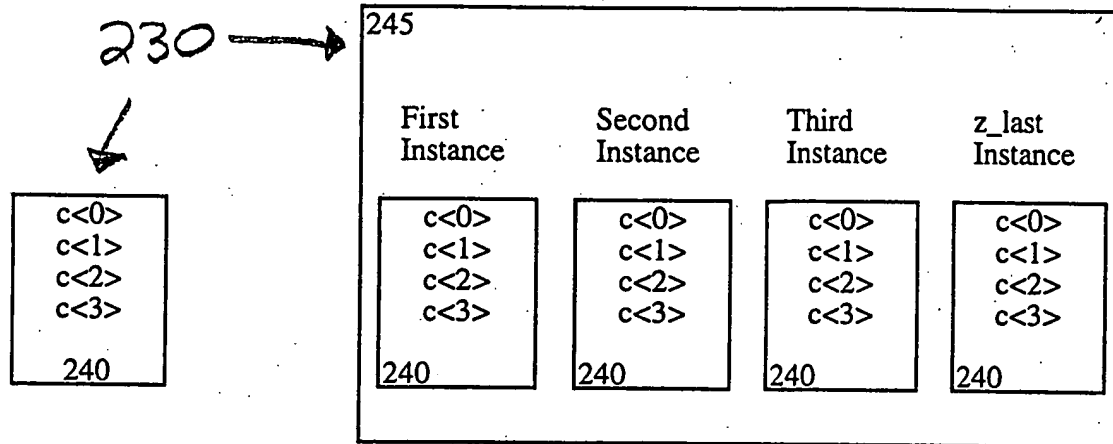 230
245
First Instance
Second Instance
Third Instance
z_last Instance
c<0>
c<1>
c<2>
c<3>
240
c<0>
c<1>
c<2>
c<3>
240
c<0>
c<1>
c<2>
c<3>
240
c<0>
c<1>
c<2>
c<3>
240
c<0>
c<1>
c<2>
c<3>
240